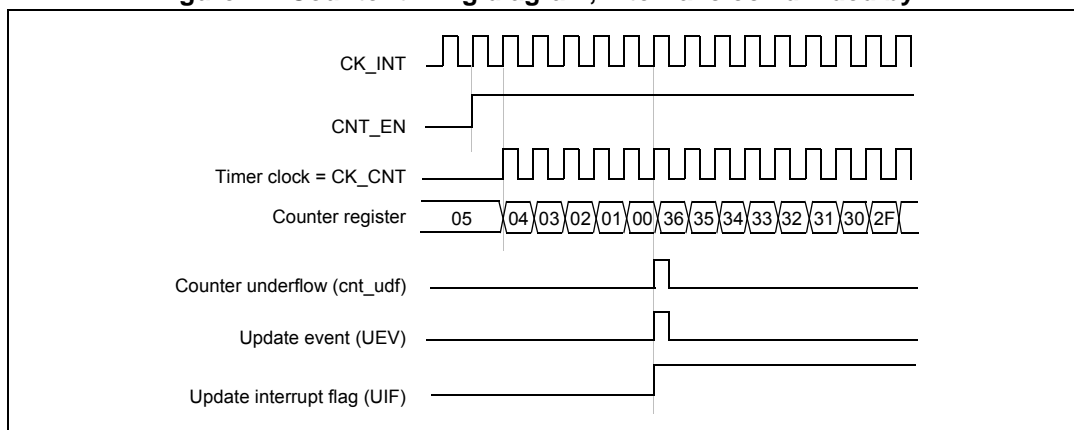 CK_INT
CNT_EN
Timer clock = CK_CNT
Counter register 05 04 03 02 01 00 36 35 34 33 32 31 30 2F
Counter underflow (cnt_udf)
Update event (UEV)
Update interrupt flag (UIF)